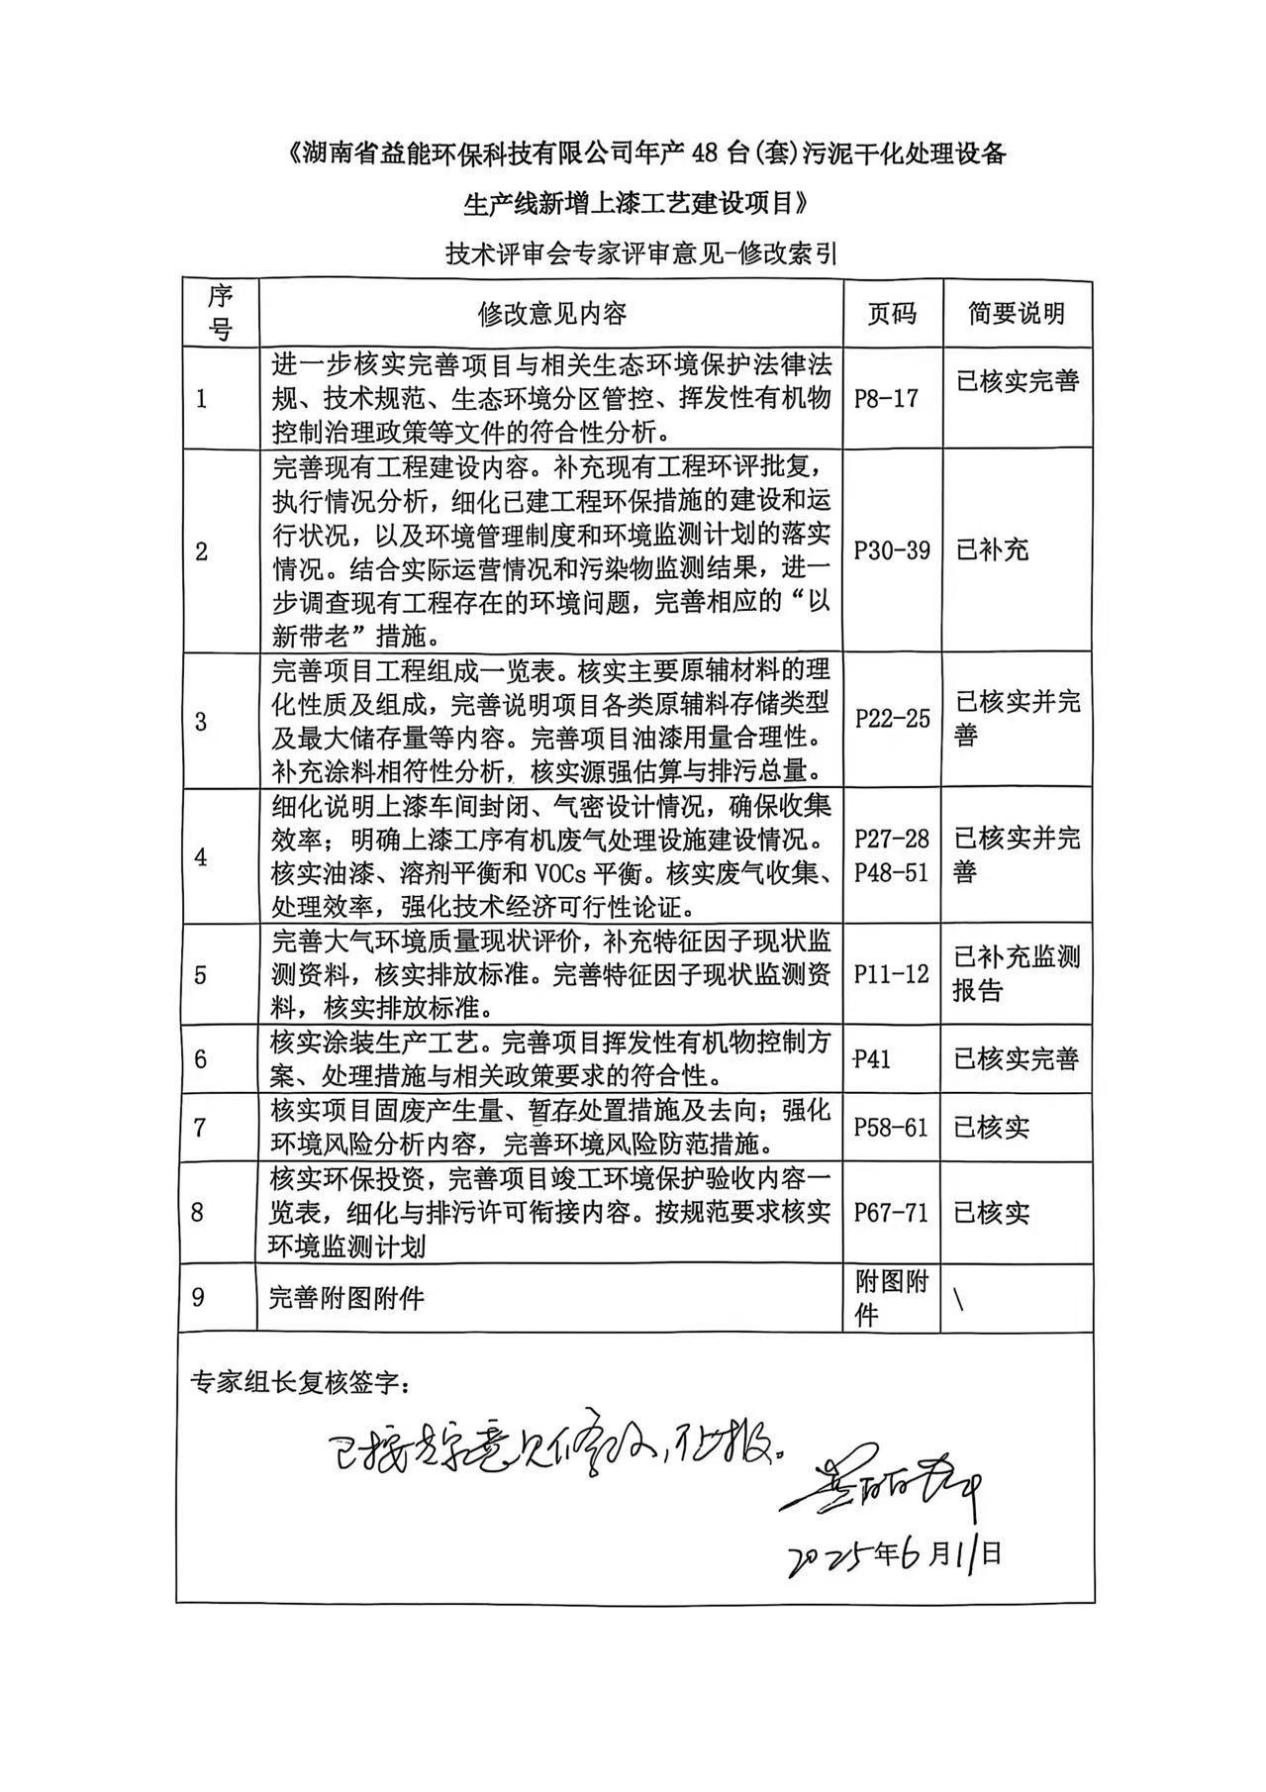 《湖南省益能环保科技有限公司年产 48 台(套)污泥干化处理设备
生产线新增上漆工艺建设项目》
技术评审会专家评审意见-修改索引
序
号
修改意见内容
页码
简要说明
1
进一步核实完善项目与相关生态环境保护法律法
规、技术规范、生态环境分区管控、挥发性有机物
控制治理政策等文件的符合性分析。
P8-17
已核实完善
2
完善现有工程建设内容。补充现有工程环评批复，
执行情况分析，细化已建工程环保措施的建设和运
行状况，以及环境管理制度和环境监测计划的落实
情况。结合实际运营情况和污染物监测结果，进一
步调查现有工程存在的环境问题，完善相应的“以
新带老”措施。
P30-39
已补充
3
完善项目工程组成一览表。核实主要原辅材料的理
化性质及组成，完善说明项目各类原辅料存储类型
及最大储存量等内容。完善项目油漆用量合理性。
补充涂料相符性分析，核实源强估算与排污总量。
P22-25
已核实并完
善
4
细化说明上漆车间封闭、气密设计情况，确保收集
效率；明确上漆工序有机废气处理设施建设情况。
核实油漆、溶剂平衡和 VOCs 平衡。核实废气收集、
处理效率，强化技术经济可行性论证。
P27-28
P48-51
已核实并完
善
5
完善大气环境质量现状评价，补充特征因子现状监
测资料，核实排放标准。完善特征因子现状监测资
料，核实排放标准。
P11-12
已补充监测
报告
6
核实涂装生产工艺。完善项目挥发性有机物控制方
案、处理措施与相关政策要求的符合性。
P41
已核实完善
7
核实项目固废产生量、暂存处置措施及去向；强化
环境风险分析内容，完善环境风险防范措施。
P58-61
已核实
8
核实环保投资，完善项目竣工环境保护验收内容一
览表，细化与排污许可衔接内容。按规范要求核实
环境监测计划
P67-71
已核实
9
完善附图附件
附图附
件
\
专家组长复核签字：
已按专家意见修改，可上报。
2025年6月11日